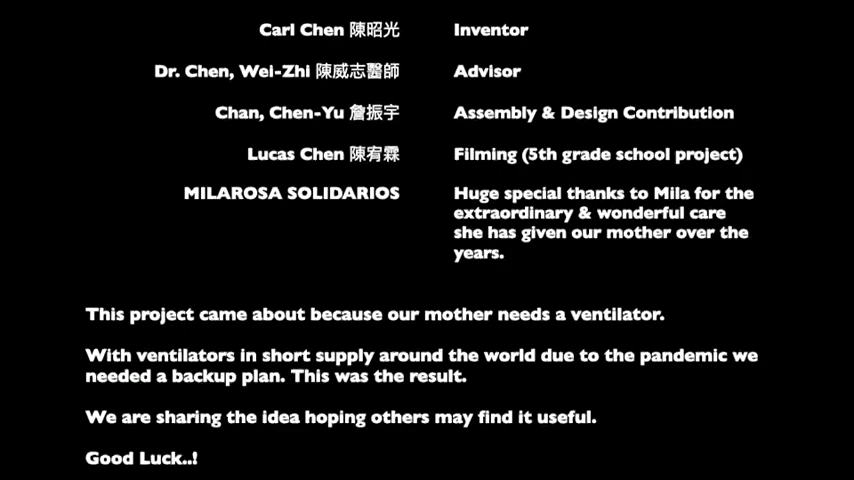 Carl Chen 陳昭光 Inventor
Dr. Chen, Wei-Zhi 陳威志醫師 Advisor
Chan, Chen-Yu 詹振宇 Assembly & Design Contribution
Lucas Chen 陳宥霖 Filming (5th grade school project)
MILAROSA SOLIDARIOS Huge special thanks to Mila for the
extraordinary & wonderful care
she has given our mother over the
years.
This project came about because our mother needs a ventilator.
With ventilators in short supply around the world due to the pandemic we
needed a backup plan. This was the result.
We are sharing the idea hoping others may find it useful.
Good Luck..!